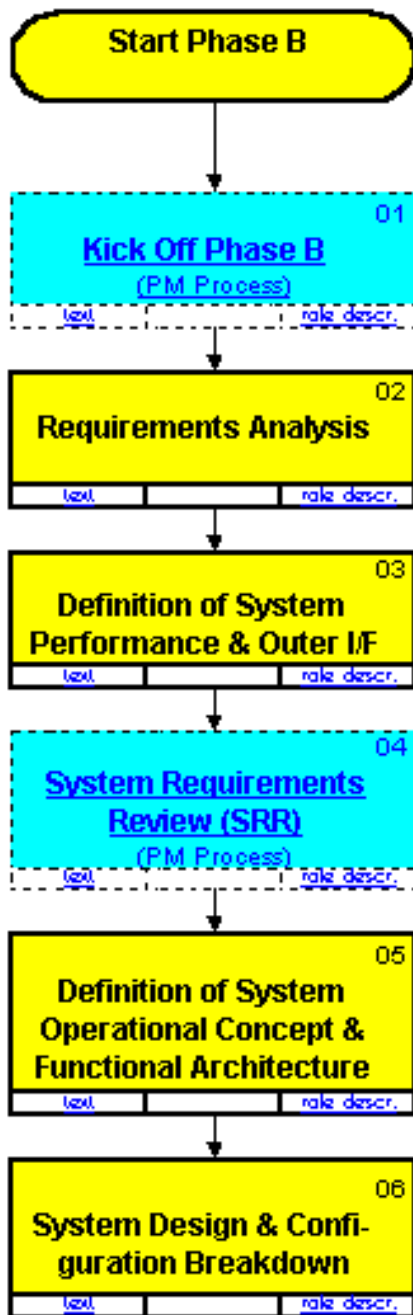 Start Phase B
01
Kick Off Phase B
(PM Process)
text role descr.
02
Requirements Analysis
text role descr.
03
Definition of System
Performance & Outer I/F
text role descr.
04
System Requirements
Review (SRR)
(PM Process)
text role descr.
05
Definition of System
Operational Concept &
Functional Architecture
text role descr.
06
System Design & Confi-
guration Breakdown
text role descr.